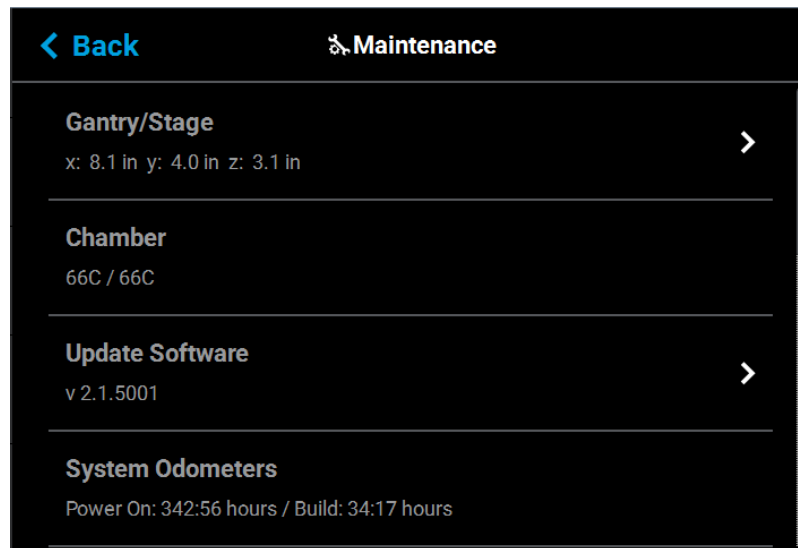 Back
Maintenance
Gantry/Stage
x: 8.1 in y: 4.0 in z: 3.1 in
Chamber
66C / 66C
Update Software
v 2.1.5001
System Odometers
Power On: 342:56 hours / Build: 34:17 hours